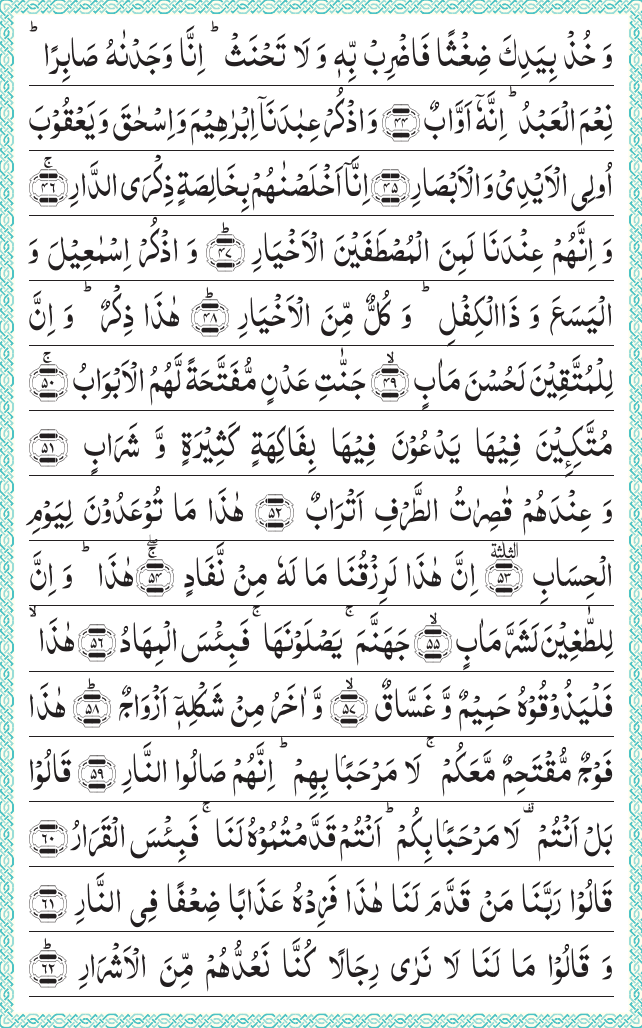 وَ خُذْ بِيَدِكَ ضِغْثًا فَاضْرِبْ بِّهٖ وَ لَا تَحْنَثْ ؕ اِنَّا وَجَدْنٰهُ صَابِرًا ؕ
نِعْمَ الْعَبْدُ ؕ اِنَّهٗۤ اَوَّابٌ ﴿۴۴﴾ وَ اذْكُرْ عِبٰدَنَاۤ اِبْرٰهِيْمَ وَ اِسْحٰقَ وَ يَعْقُوْبَ
اُولِی الْاَيْدِیْ وَ الْاَبْصَارِ ﴿۴۵﴾ اِنَّاۤ اَخْلَصْنٰهُمْ بِخَالِصَةٍ ذِكْرَی الدَّارِ ۚ﴿۴۶﴾
وَ اِنَّهُمْ عِنْدَنَا لَمِنَ الْمُصْطَفَيْنَ الْاَخْيَارِ ؕ﴿۴۷﴾ وَ اذْكُرْ اِسْمٰعِيْلَ وَ
الْيَسَعَ وَ ذَا الْكِفْلِ ؕ وَ كُلٌّ مِّنَ الْاَخْيَارِ ؕ﴿۴۸﴾ هٰذَا ذِكْرٌ ؕ وَ اِنَّ
لِلْمُتَّقِيْنَ لَحُسْنَ مَاٰبٍ ۙ﴿۴۹﴾ جَنّٰتِ عَدْنٍ مُّفَتَّحَةً لَّهُمُ الْاَبْوَابُ ۚ﴿۵۰﴾
مُتَّكِـِٕيْنَ فِيْهَا يَدْعُوْنَ فِيْهَا بِفَاكِهَةٍ كَثِيْرَةٍ وَّ شَرَابٍ ﴿۵۱﴾
وَ عِنْدَهُمْ قٰصِرٰتُ الطَّرْفِ اَتْرَابٌ ﴿۵۲﴾ هٰذَا مَا تُوْعَدُوْنَ لِيَوْمِ
الْحِسَابِ ﴿۵۳﴾ الثلثة اِنَّ هٰذَا لَرِزْقُنَا مَا لَهٗ مِنْ نَّفَادٍ ۚۖ﴿۵۴﴾ هٰذَا ؕ وَ اِنَّ
لِلطّٰغِيْنَ لَشَرَّ مَاٰبٍ ۙ﴿۵۵﴾ جَهَنَّمَ ۚ يَصْلَوْنَهَا ۚ فَبِئْسَ الْمِهَادُ ﴿۵۶﴾ هٰذَا ۙ
فَلْيَذُوْقُوْهُ حَمِيْمٌ وَّ غَسَّاقٌ ۙ﴿۵۷﴾ وَّ اٰخَرُ مِنْ شَكْلِهٖۤ اَزْوَاجٌ ؕ﴿۵۸﴾ هٰذَا
فَوْجٌ مُّقْتَحِمٌ مَّعَكُمْ ۚ لَا مَرْحَبًۢا بِهِمْ ؕ اِنَّهُمْ صَالُوا النَّارِ ﴿۵۹﴾ قَالُوْا
بَلْ اَنْتُمْ ۫ لَا مَرْحَبًۢا بِكُمْ ؕ اَنْتُمْ قَدَّمْتُمُوْهُ لَنَا ۚ فَبِئْسَ الْقَرَارُ ﴿۶۰﴾
قَالُوْا رَبَّنَا مَنْ قَدَّمَ لَنَا هٰذَا فَزِدْهُ عَذَابًا ضِعْفًا فِی النَّارِ ﴿۶۱﴾
وَ قَالُوْا مَا لَنَا لَا نَرٰی رِجَالًا كُنَّا نَعُدُّهُمْ مِّنَ الْاَشْرَارِ ؕ﴿۶۲﴾